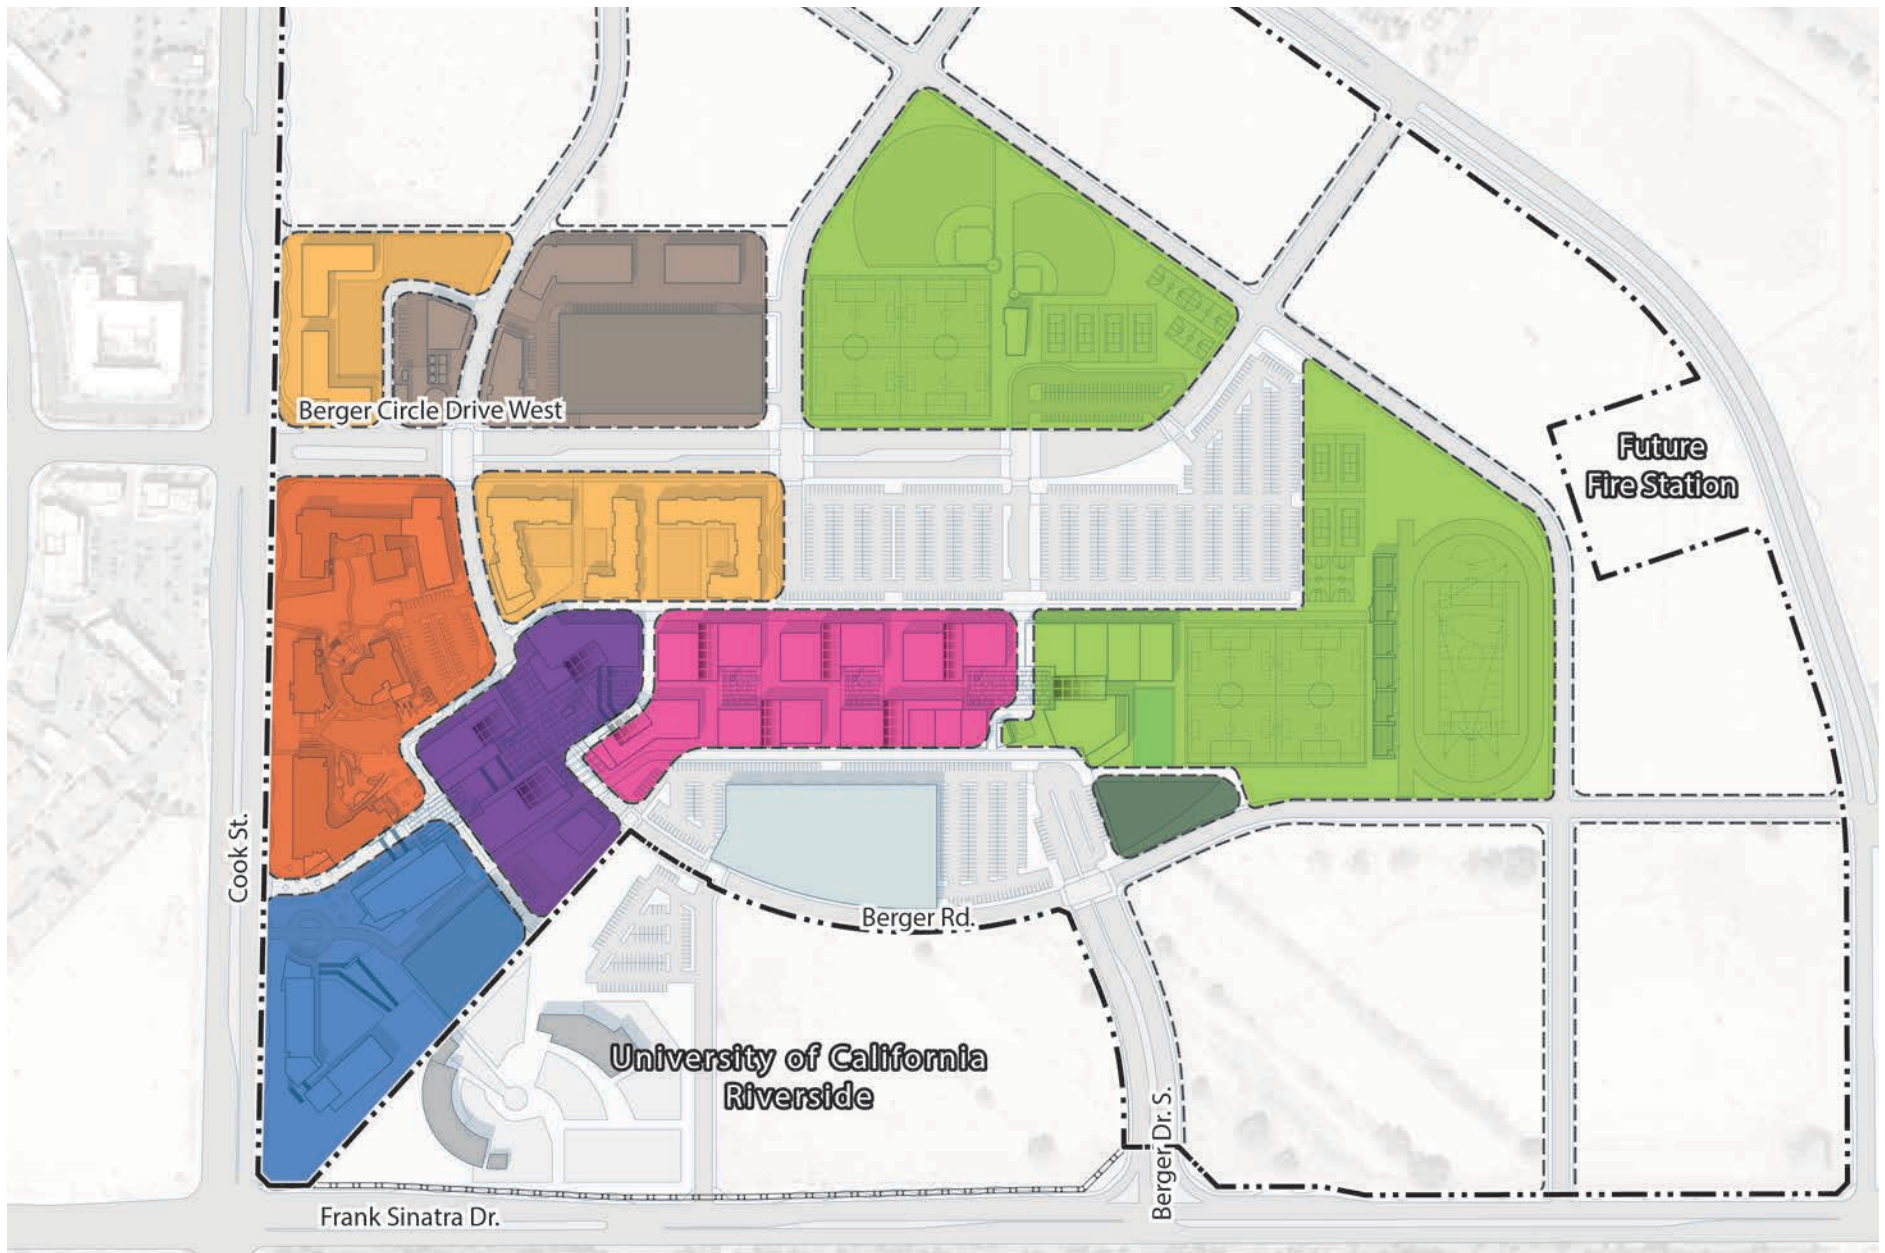 Berger Circle Drive West
Future
Fire Station
Cook St.
Berger Rd.
University of California
Riverside
Berger Dr. S.
Frank Sinatra Dr.